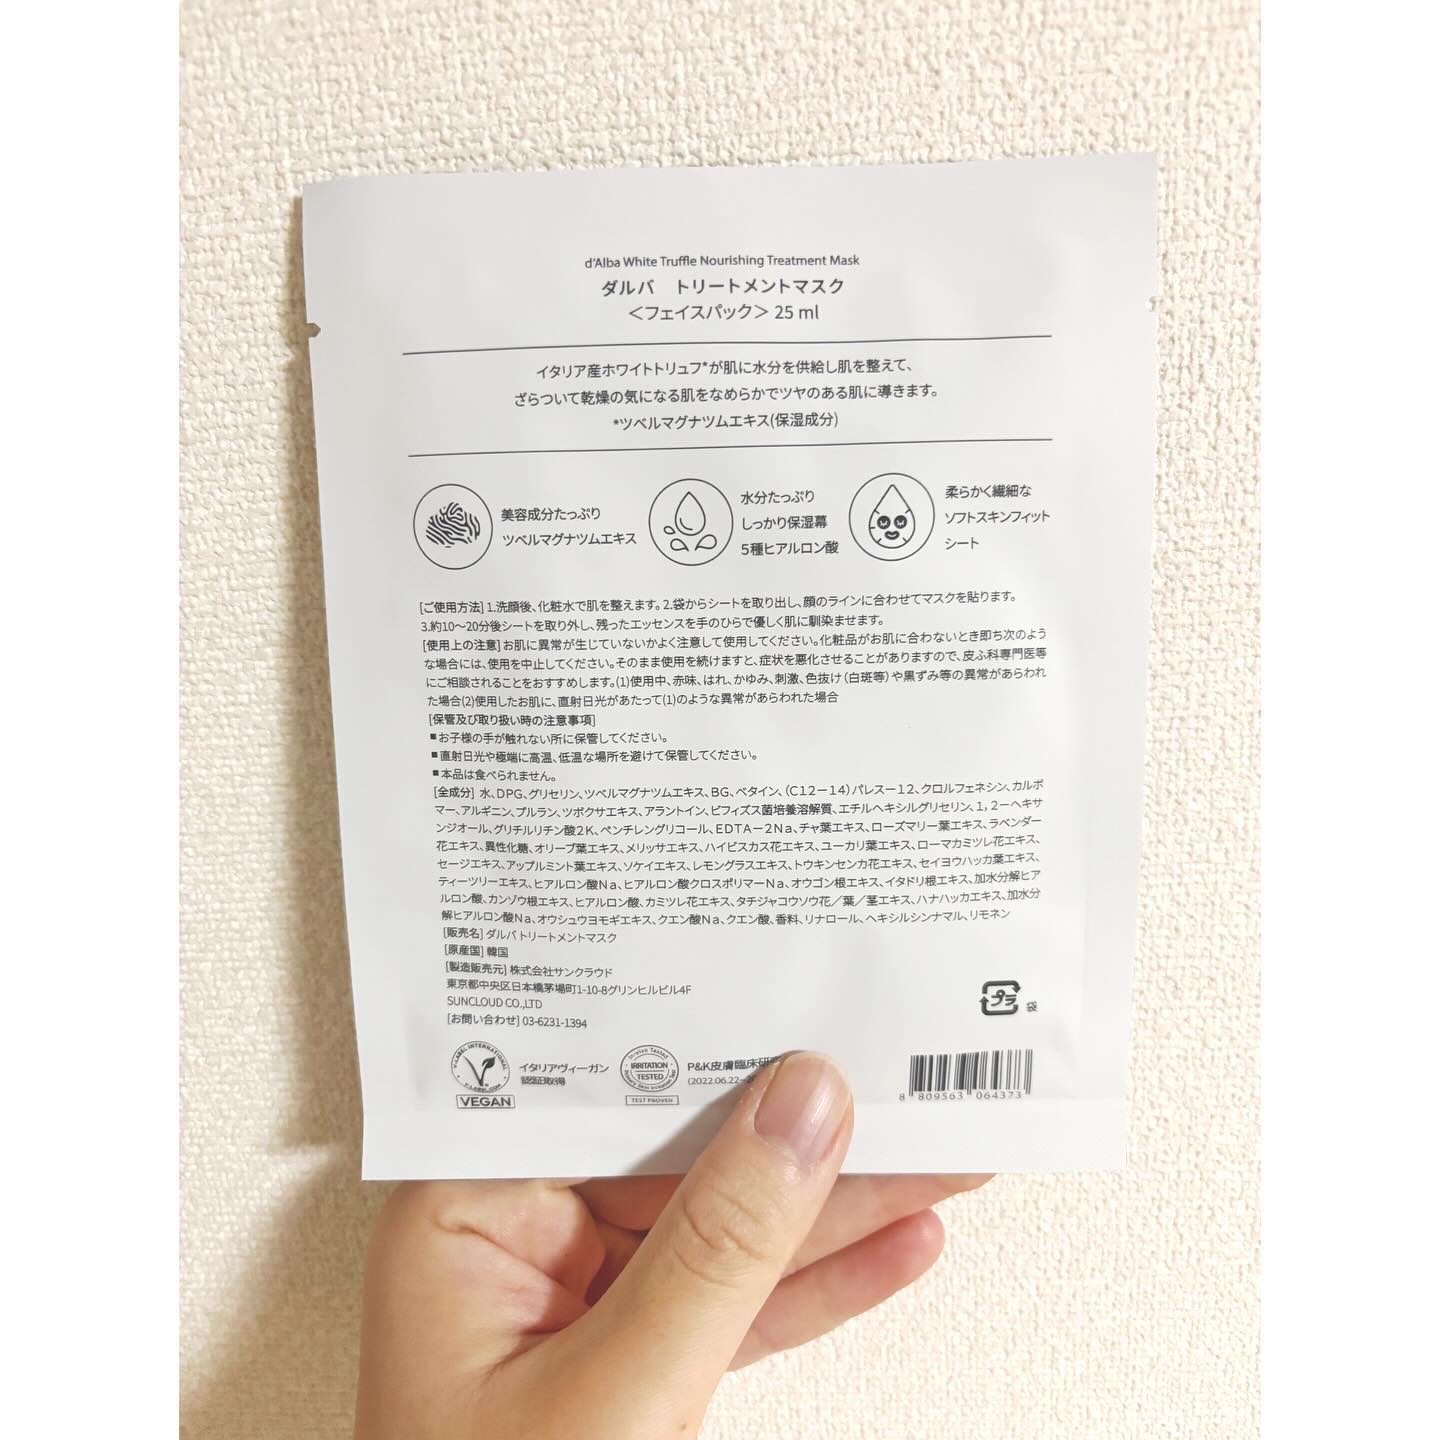 d'Alba White Truffle Nourishing Treatment Mask
ダルバ　トリートメントマスク
＜フェイスパック＞ 25 ml
イタリア産ホワイトトリュフ*が肌に水分を供給し肌を整えて、
ざらついて乾燥の気になる肌をなめらかでツヤのある肌に導きます。
*ツベルマグナツムエキス(保湿成分)
美容成分たっぷり
ツベルマグナツムエキス
水分たっぷり
しっかり保湿幕
5種ヒアルロン酸
柔らかく繊細な
ソフトスキンフィット
シート
[ご使用方法] 1.洗顔後、化粧水で肌を整えます。2.袋からシートを取り出し、顔のラインに合わせてマスクを貼ります。
3.約10〜20分後シートを取り外し、残ったエッセンスを手のひらで優しく肌に馴染ませます。
[使用上の注意] お肌に異常が生じていないかよく注意して使用してください。化粧品がお肌に合わないとき即ち次のよう
な場合には、使用を中止してください。そのまま使用を続けますと、症状を悪化させることがありますので、皮ふ科専門医等
にご相談されることをおすすめします。(1)使用中、赤味、はれ、かゆみ、刺激、色抜け（白斑等）や黒ずみ等の異常があらわれ
た場合(2)使用したお肌に、直射日光があたって(1)のような異常があらわれた場合
[保管及び取り扱い時の注意事項]
■お子様の手が触れない所に保管してください。
■直射日光や極端に高温、低温な場所を避けて保管してください。
■本品は食べられません。
[全成分] 水、DPG、グリセリン、ツベルマグナツムエキス、BG、ベタイン、（C12－14）パレス－12、クロルフェネシン、カルボ
マー、アルギニン、プルラン、ツボクサエキス、アラントイン、ビフィズス菌培養溶解質、エチルヘキシルグリセリン、1，2－ヘキサ
ンジオール、グリチルリチン酸2K、ペンチレングリコール、EDTA－2Na、チャ葉エキス、ローズマリー葉エキス、ラベンダー
花エキス、異性化糖、オリーブ葉エキス、メリッサエキス、ハイビスカス花エキス、ユーカリ葉エキス、ローマカミツレ花エキス、
セージエキス、アップルミント葉エキス、ソケイエキス、レモングラスエキス、トウキンセンカ花エキス、セイヨウハッカ葉エキス、
ティーツリーエキス、ヒアルロン酸Na、ヒアルロン酸クロスポリマーNa、オウゴン根エキス、イタドリ根エキス、加水分解ヒア
ルロン酸、カンゾウ根エキス、ヒアルロン酸、カミツレ花エキス、タチジャコウソウ花／葉／茎エキス、ハナハッカエキス、加水分
解ヒアルロン酸Na、オウシュウヨモギエキス、クエン酸Na、クエン酸、香料、リナロール、ヘキシルシンナマル、リモネン
[販売名] ダルバ トリートメントマスク
[原産国] 韓国
[製造販売元] 株式会社サンクラウド
東京都中央区日本橋茅場町1-10-8グリンヒルビル4F
SUNCLOUD CO.,LTD
[お問い合わせ] 03-6231-1394
プラ
袋
V-LABEL INTERNATIONAL
V-LABEL.COM
VEGAN
イタリアヴィーガン
認証取得
In-vivo Tested
IRRITATION
TESTED
TEST PROVEN
P&K皮膚臨床研
(2022.06.22~
8 809563 064373